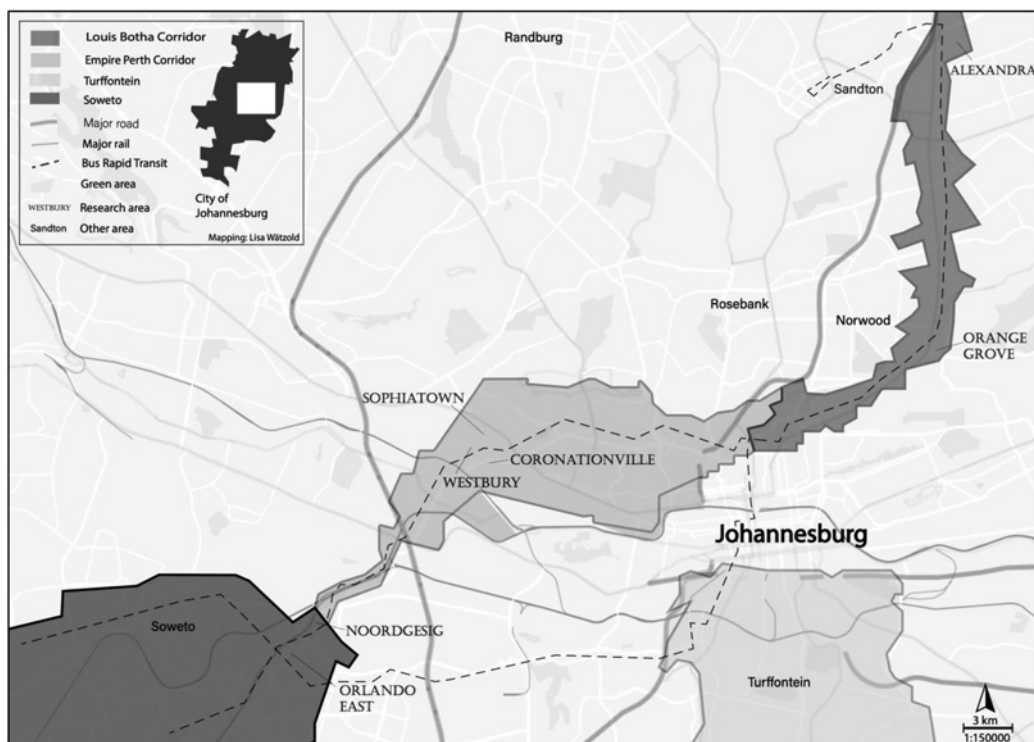 Louis Botha Corridor
Empire Perth Corridor
Turffontein
Soweto
Major road
Major rail
Bus Rapid Transit
Green area
WESTBURY Research area
Sandton Other area
City of
Johannesburg
Mapping: Lisa Wätzold
Randburg
Sandton
ALEXANDRA
Rosebank
Norwood
ORANGE
GROVE
SOPHIATOWN
CORONATIONVILLE
WESTBURY
Johannesburg
Soweto
NOORDGESIG
ORLANDO
EAST
Turffontein
3 km
1:150000